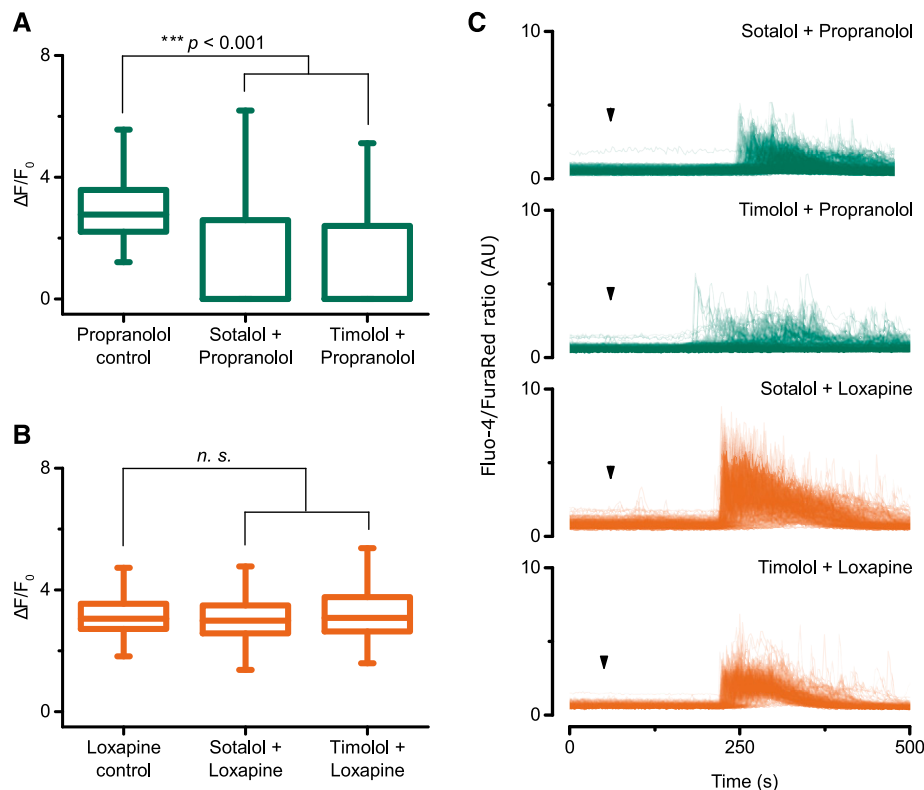 A
*** p < 0.001
8
4
0
ΔF/F0
Propranolol
control
Sotalol +
Propranolol
Timolol +
Propranolol
B
n. s.
8
4
0
ΔF/F0
Loxapine
control
Sotalol +
Loxapine
Timolol +
Loxapine
C
Fluo-4/FuraRed ratio (AU)
Sotalol + Propranolol
10
0
Timolol + Propranolol
10
0
Sotalol + Loxapine
10
0
Timolol + Loxapine
10
0
0
250
500
Time (s)